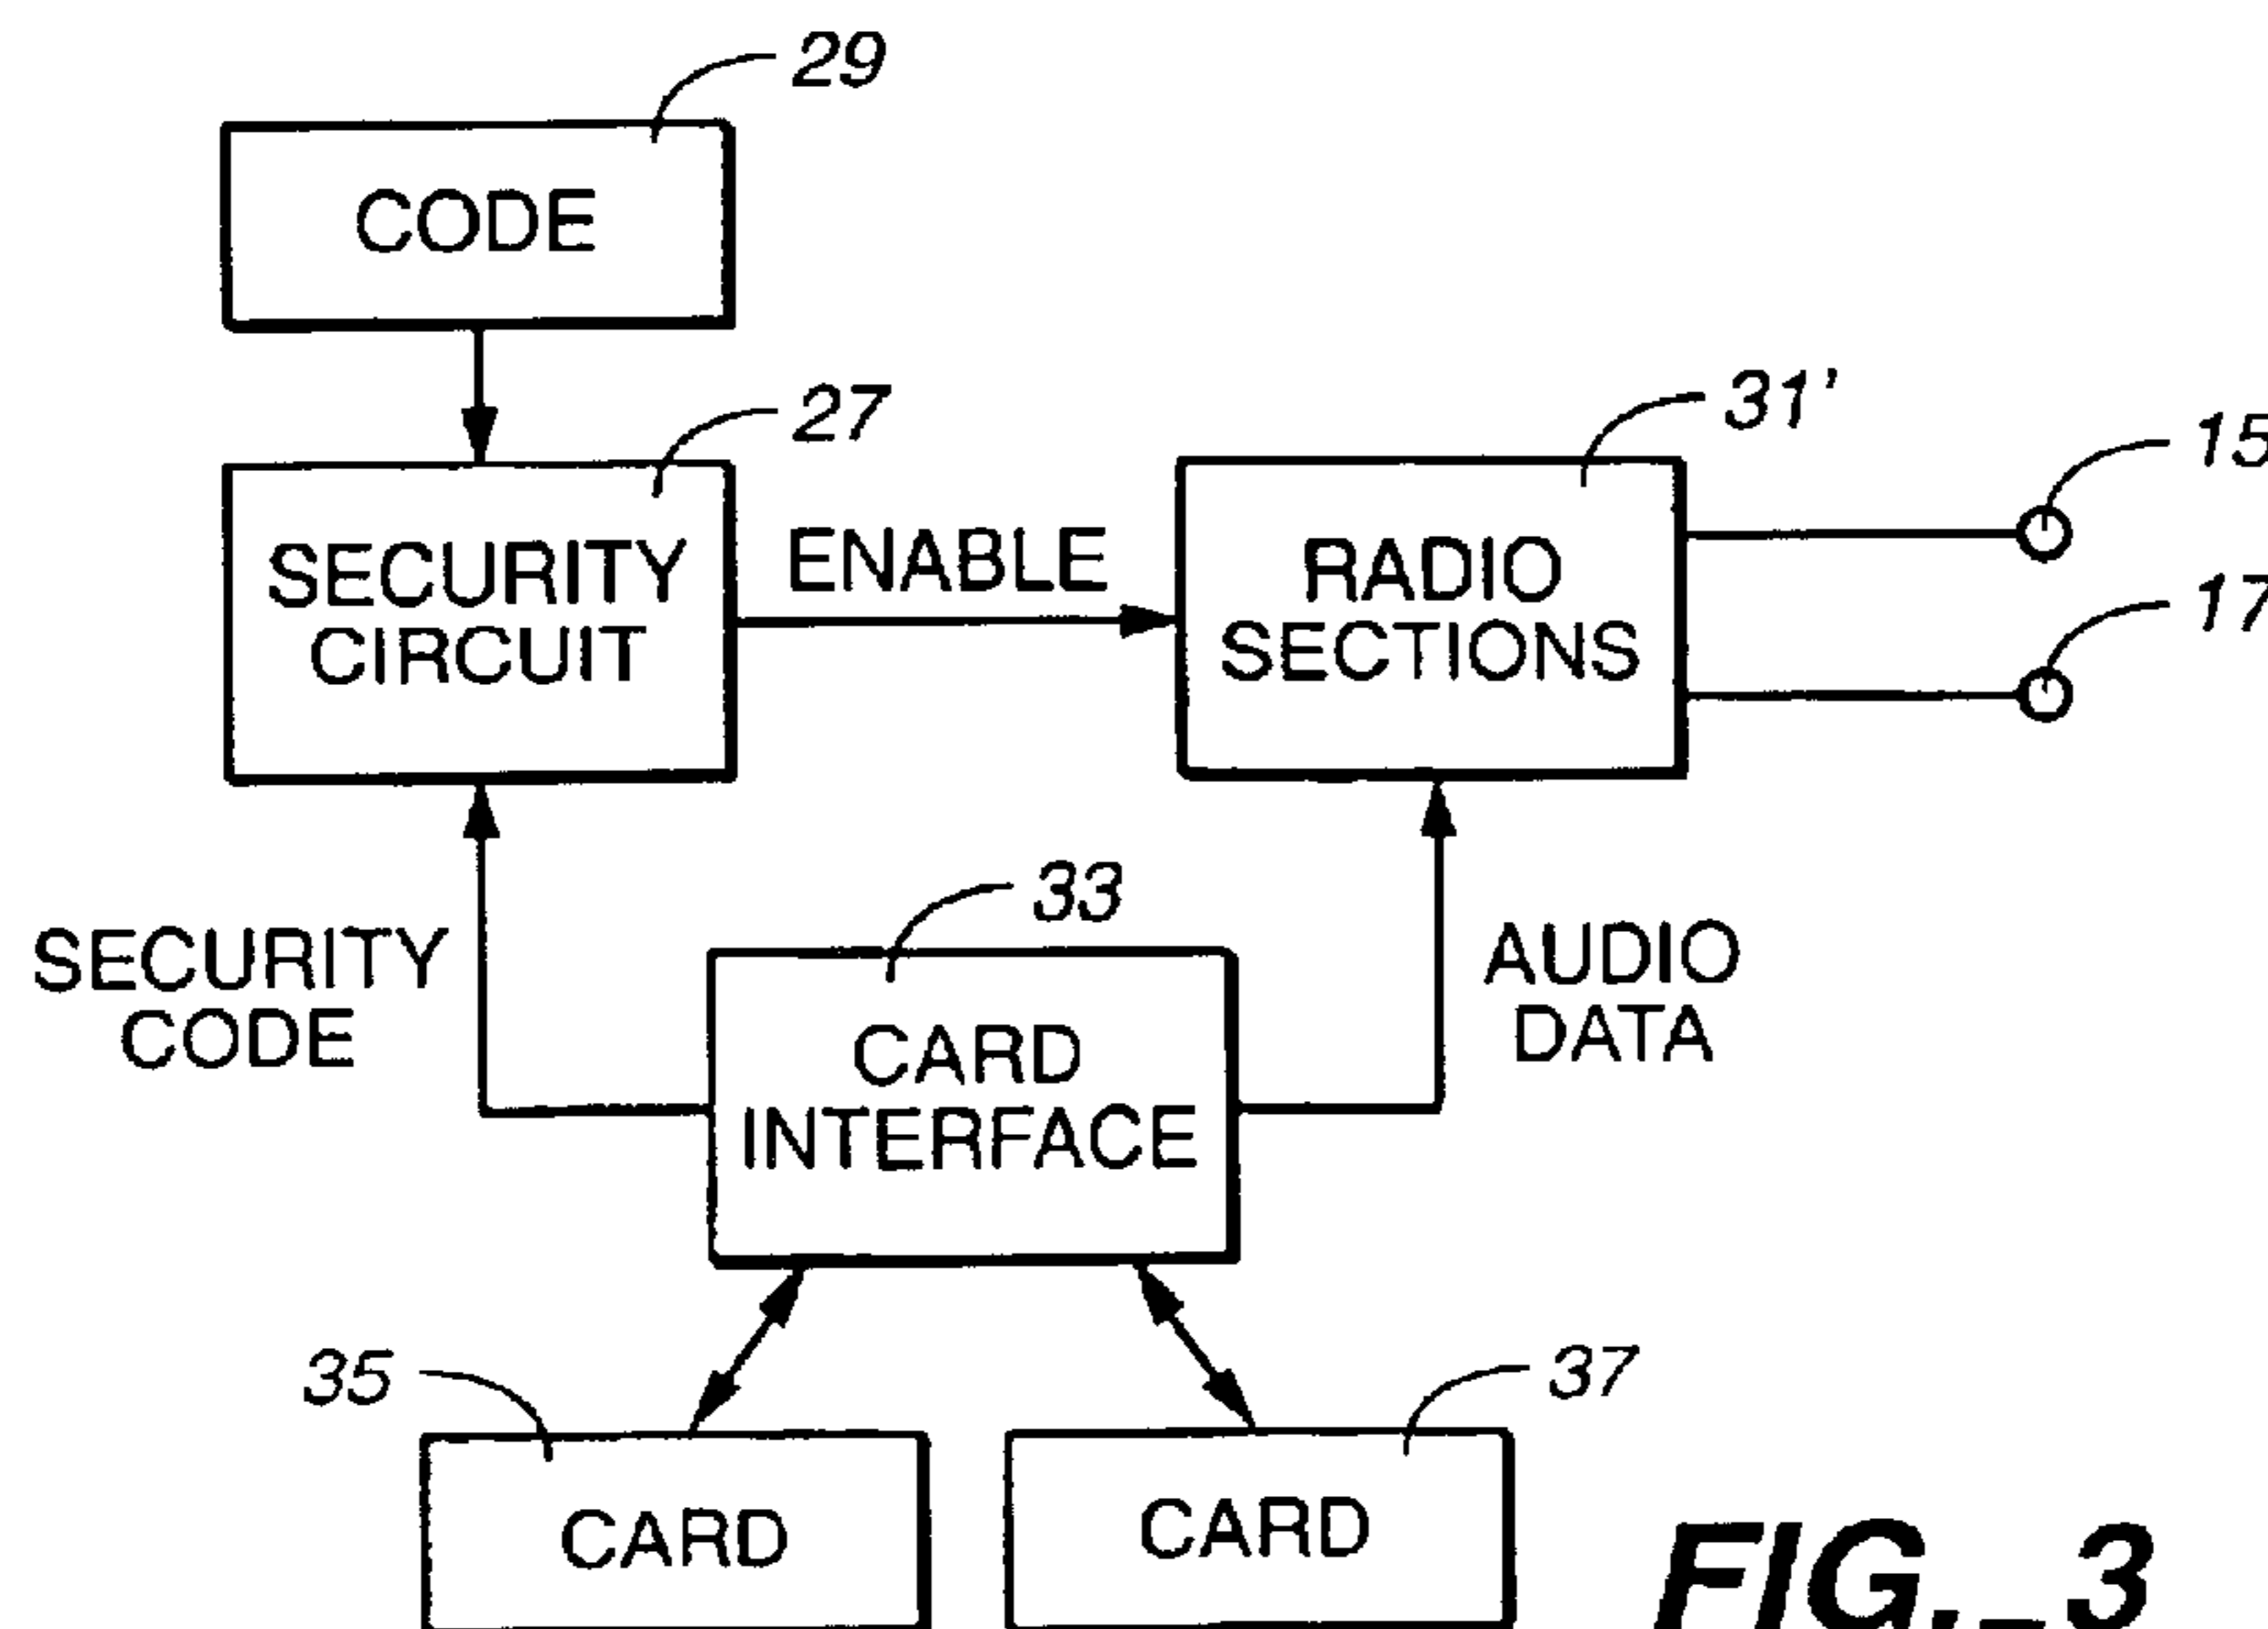 29
CODE
27
31'
15
SECURITY
CIRCUIT
ENABLE
RADIO
SECTIONS
17
33
SECURITY
CODE
CARD
INTERFACE
AUDIO
DATA
35
37
CARD
CARD
FIG._3